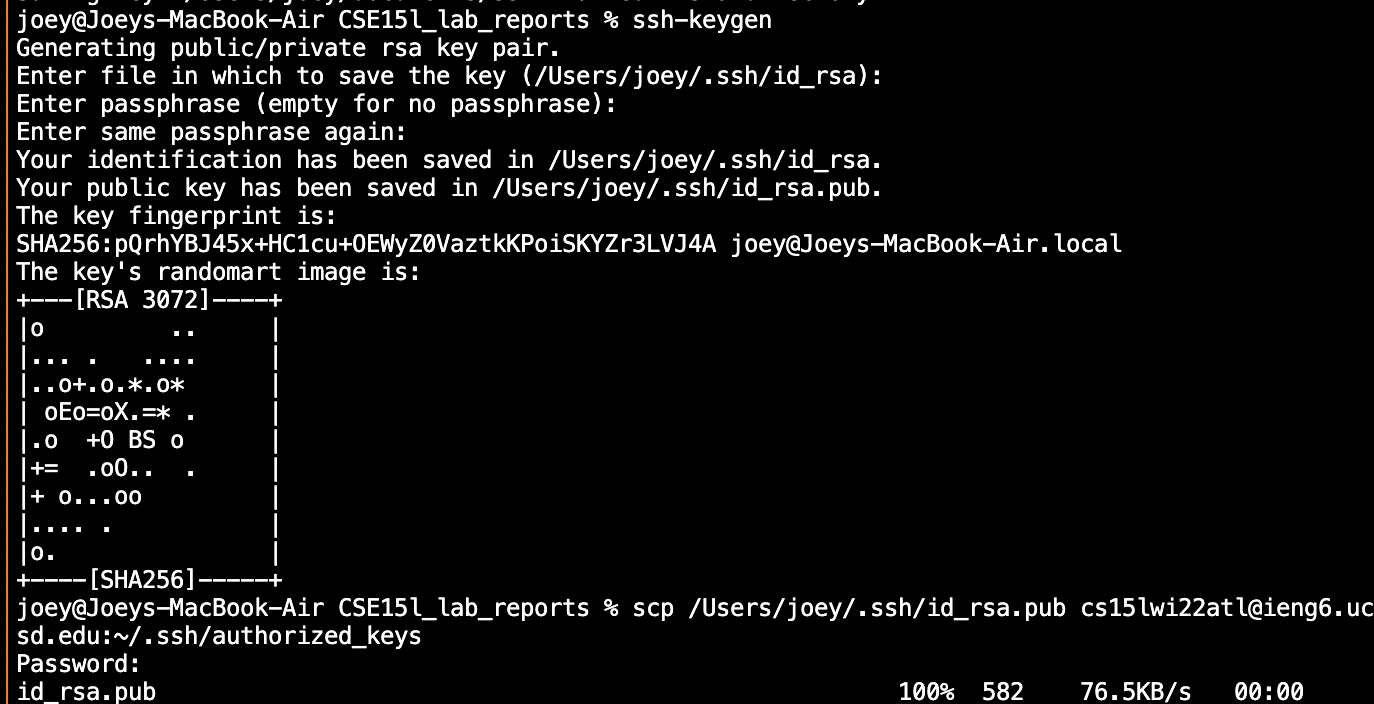 joey@Joeys-MacBook-Air CSE15l_lab_reports % ssh-keygen
Generating public/private rsa key pair.
Enter file in which to save the key (/Users/joey/.ssh/id_rsa):
Enter passphrase (empty for no passphrase):
Enter same passphrase again:
Your identification has been saved in /Users/joey/.ssh/id_rsa.
Your public key has been saved in /Users/joey/.ssh/id_rsa.pub.
The key fingerprint is:
SHA256:pQrhYBJ45x+HC1cu+OEWyZ0VaztkKPoiSKYZr3LVJ4A joey@Joeys-MacBook-Air.local
The key's randomart image is:
+---[RSA 3072]----+
|o         ..     |
|... .   ....     |
|..o+.o.*.o*      |
| oEo=oX.=* .     |
|.o  +O BS o      |
|+=  .oO..  .     |
|+ o...oo         |
|.... .           |
|o.               |
+----[SHA256]-----+
joey@Joeys-MacBook-Air CSE15l_lab_reports % scp /Users/joey/.ssh/id_rsa.pub cs15lwi22atl@ieng6.uc
sd.edu:~/.ssh/authorized_keys
Password:
id_rsa.pub                                                     100%  582    76.5KB/s   00:00